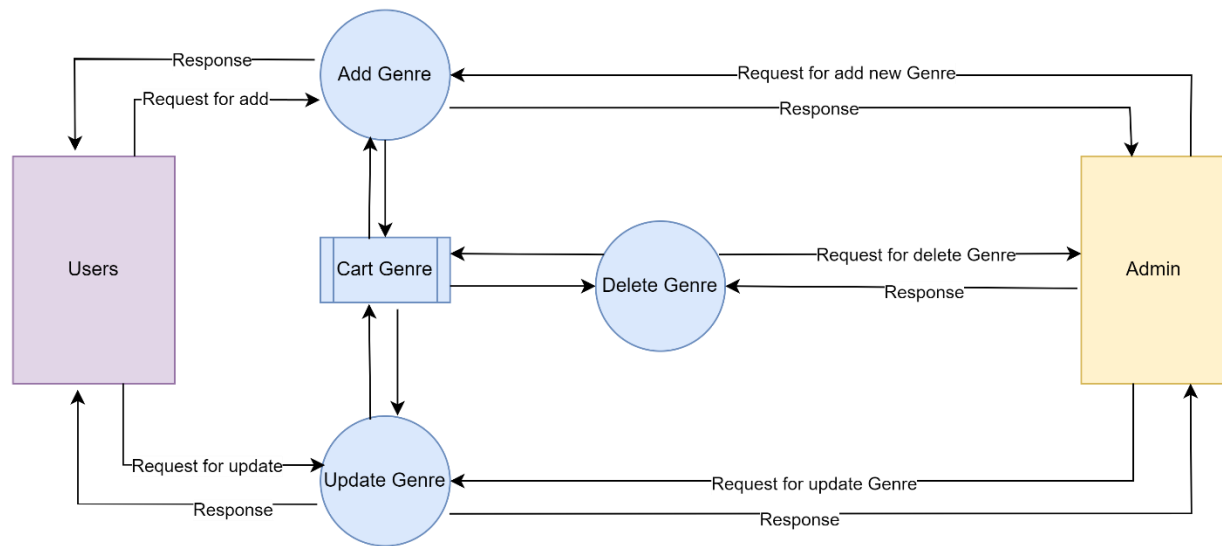 Response
Add Genre
Request for add new Genre
Request for add
Response
Users
Cart Genre
Request for delete Genre
Admin
Delete Genre
Response
Request for update
Update Genre
Request for update Genre
Response
Response